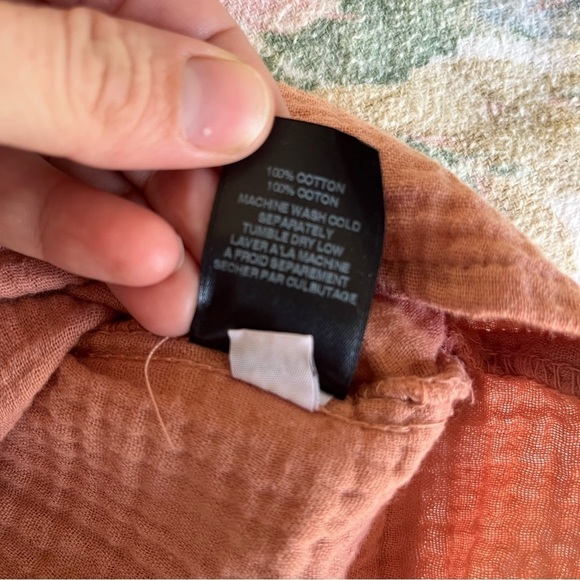 100% COTTON
100% COTON
MACHINE WASH COLD
SEPARATELY
TUMBLE DRY LOW
LAVER A LA MACHINE
A FROID SEPAREMENT
SECHER PAR CULBUTAGE